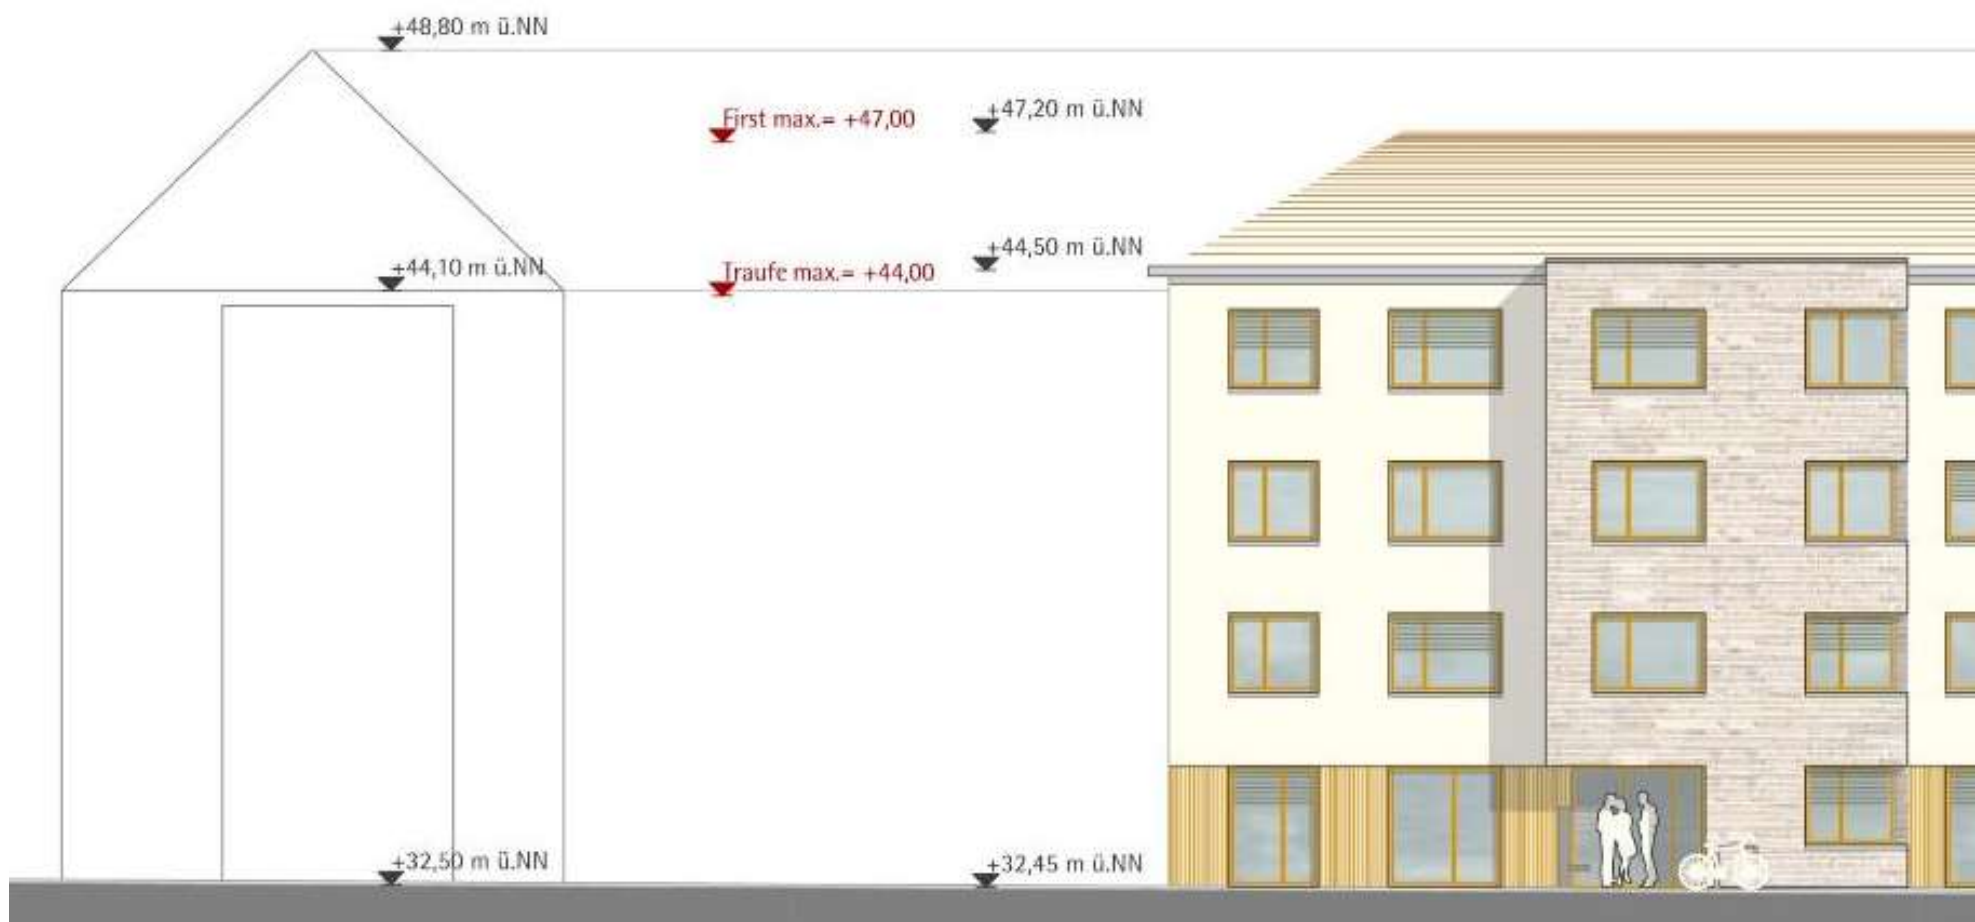 +48,80 m ü.NN
First max.= +47,00
+47,20 m ü.NN
+44,10 m ü.NN
Traufe max.= +44,00
+44,50 m ü.NN
+32,50 m ü.NN
+32,45 m ü.NN